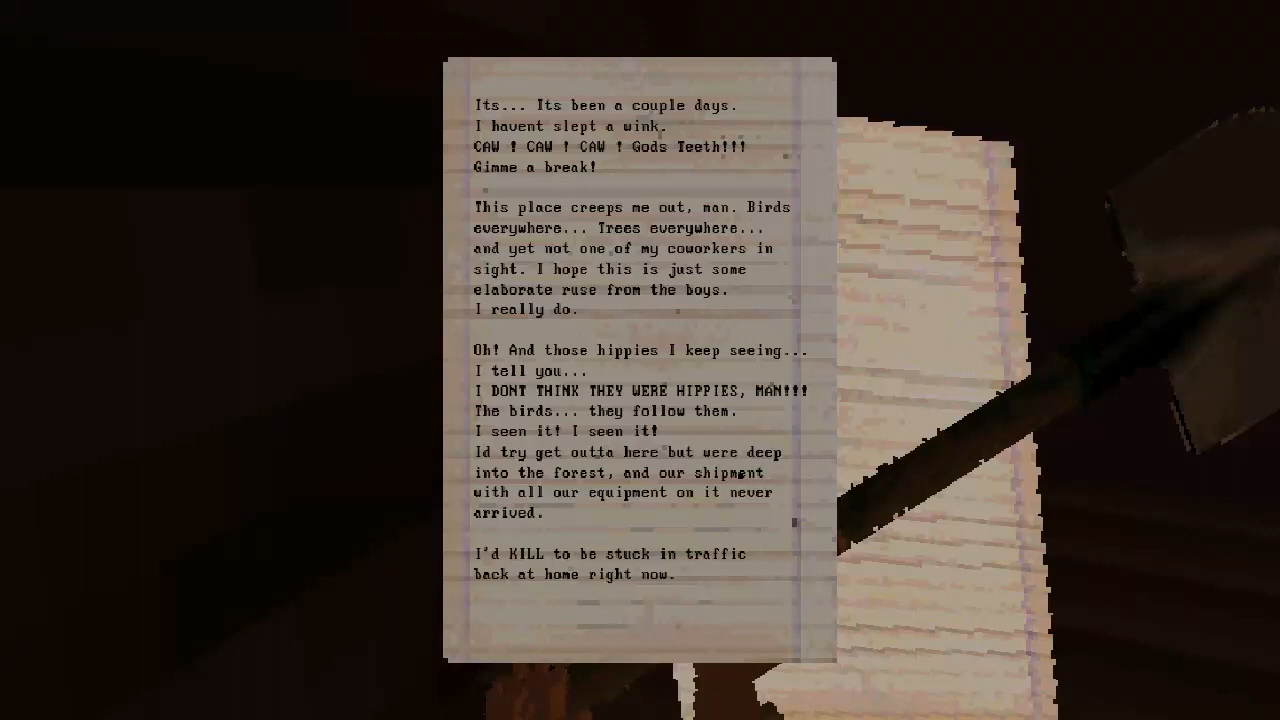 Its... Its been a couple days.
I havent slept a wink.
CAW ! CAW ! CAW ! Gods Teeth!!!
Gimme a break!
This place creeps me out, man. Birds
everywhere... Trees everywhere...
and yet not one of my coworkers in
sight. I hope this is just some
elaborate ruse from the boys.
I really do.
Oh! And those hippies I keep seeing...
I tell you...
I DONT THINK THEY WERE HIPPIES, MAN!!!
The birds... they follow them.
I seen it! I seen it!
Id try get outta here but were deep
into the forest, and our shipment
with all our equipment on it never
arrived.
I'd KILL to be stuck in traffic
back at home right now.